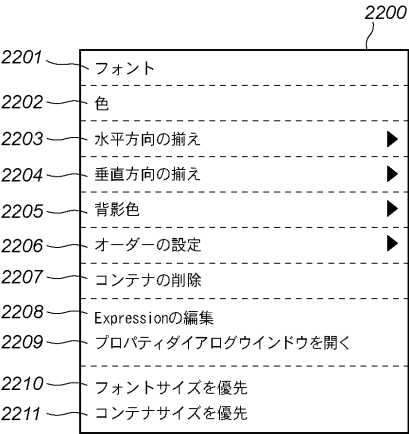 2200
2201 フォント
2202 色
2203 水平方向の揃え
2204 垂直方向の揃え
2205 背影色
2206 オーダーの設定
2207 コンテナの削除
2208 Expressionの編集
2209 プロパティダイアログウインドウを開く
2210 フォントサイズを優先
2211 コンテナサイズを優先